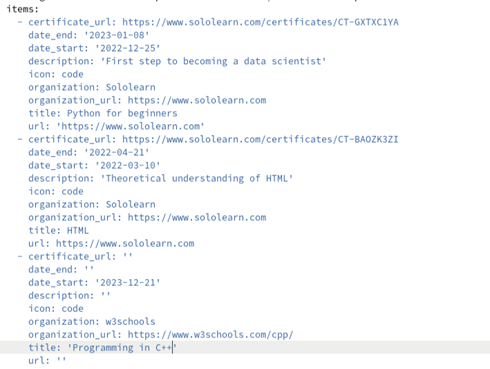 items:
  - certificate_url: https://www.sololearn.com/certificates/CT-GXTXC1YA
    date_end: '2023-01-08'
    date_start: '2022-12-25'
    description: 'First step to becoming a data scientist'
    icon: code
    organization: Sololearn
    organization_url: https://www.sololearn.com
    title: Python for beginners
    url: 'https://www.sololearn.com'
  - certificate_url: https://www.sololearn.com/certificates/CT-BAOZK3ZI
    date_end: '2022-04-21'
    date_start: '2022-03-10'
    description: 'Theoretical understanding of HTML'
    icon: code
    organization: Sololearn
    organization_url: https://www.sololearn.com
    title: HTML
    url: https://www.sololearn.com
  - certificate_url: ''
    date_end: ''
    date_start: '2023-12-21'
    description: ''
    icon: code
    organization: w3schools
    organization_url: https://www.w3schools.com/cpp/
    title: 'Programming in C++'
    url: ''